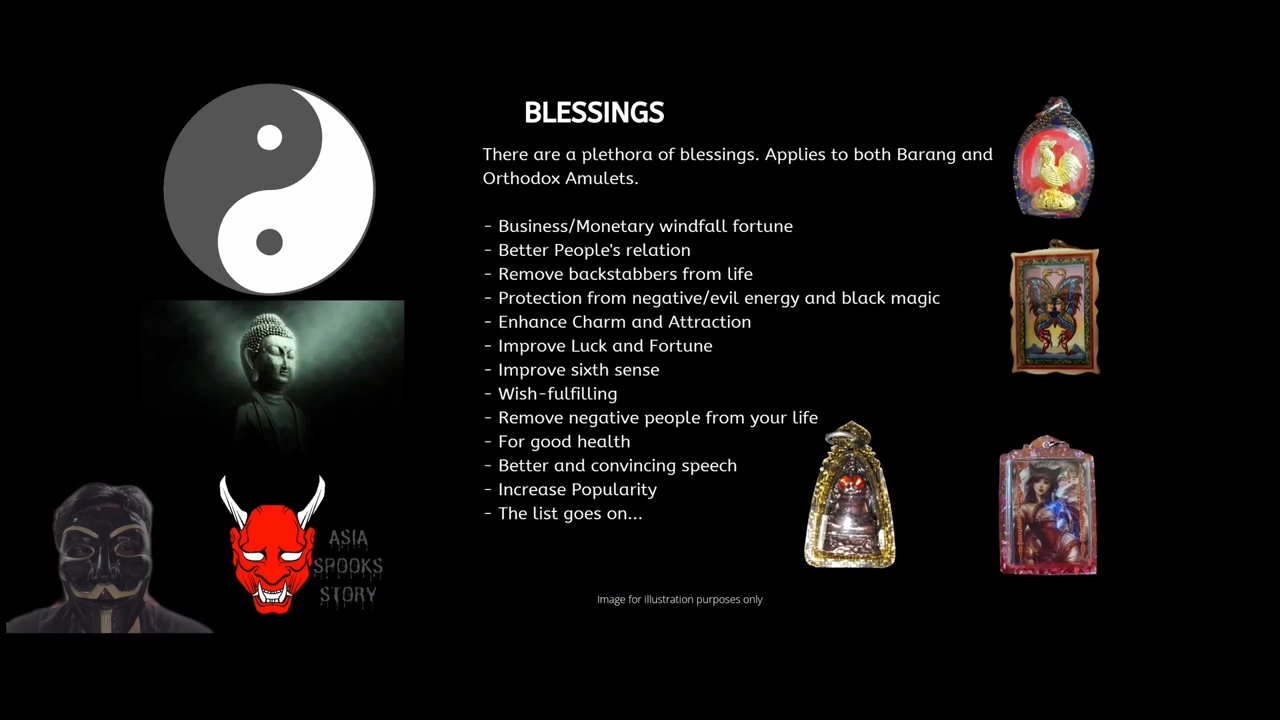 BLESSINGS
There are a plethora of blessings. Applies to both Barang and
Orthodox Amulets.
- Business/Monetary windfall fortune
- Better People's relation
- Remove backstabbers from life
- Protection from negative/evil energy and black magic
- Enhance Charm and Attraction
- Improve Luck and Fortune
- Improve sixth sense
- Wish-fulfilling
- Remove negative people from your life
- For good health
- Better and convincing speech
- Increase Popularity
- The list goes on...
ASIA
SPOOKS
STORY
Image for illustration purposes only